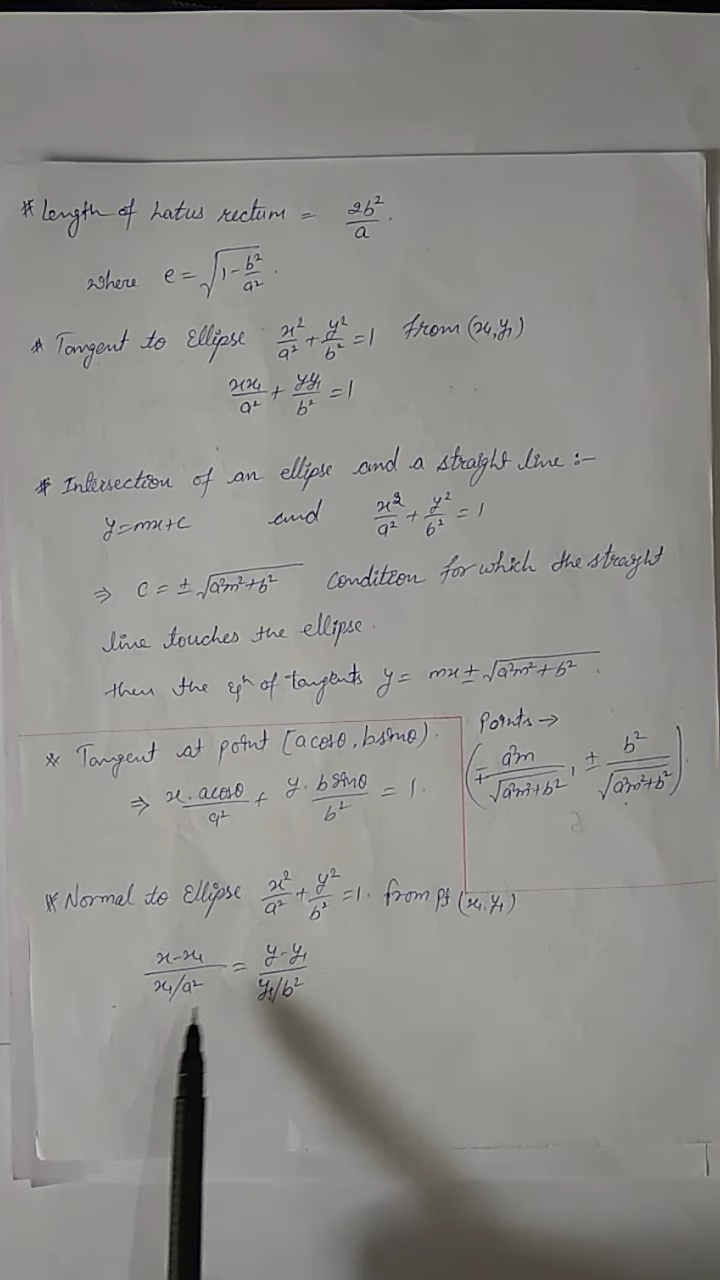 # Length of Latus rectum = 2b²/a.
where e = √(1 - b²/a²).
* Tangent to Ellipse x²/a² + y²/b² = 1 from (x₁, y₁)
xx₁/a² + yy₁/b² = 1
* Intersection of an ellipse and a straight line :-
y = mx + c and x²/a² + y²/b² = 1
⇒ c = ± √(a²m² + b²) Condition for which the straight
line touches the ellipse.
then the eqⁿ of tangents y = mx ± √(a²m² + b²).
* Tangent at point [acosθ, bsinθ).
⇒ x.acosθ/a² + y.bsinθ/b² = 1.
Points →
(∓ a²m/√(a²m²+b²), ± b²/√(a²m²+b²)).
* Normal to Ellipse x²/a² + y²/b² = 1. from pt (x₁, y₁)
x-x₁/x₁/a² = y-y₁/y₁/b²